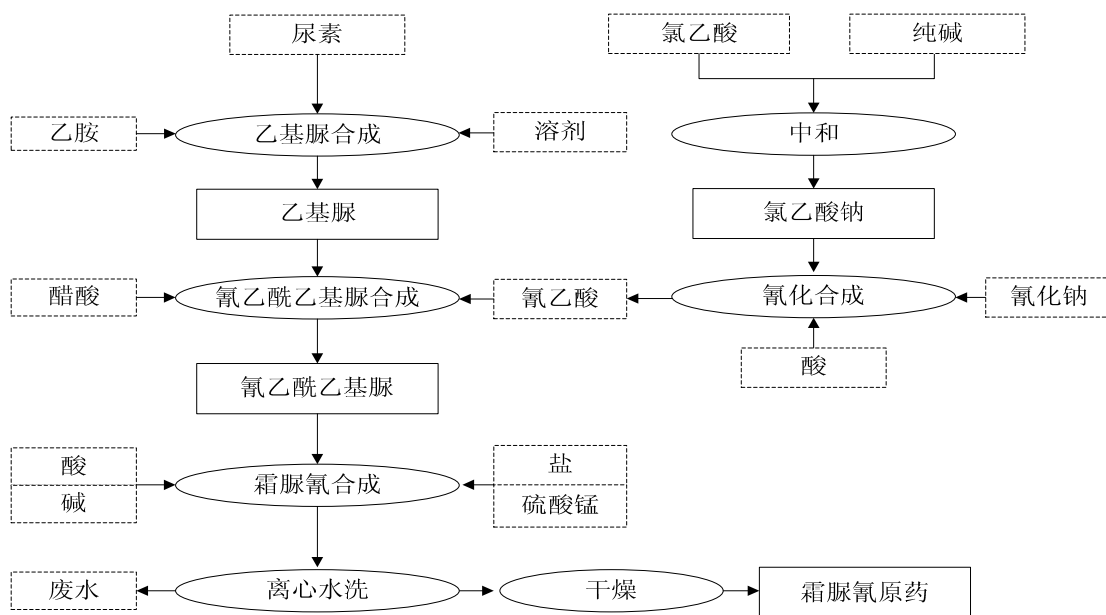 尿素
氯乙酸
纯碱
乙胺
乙基脲合成
溶剂
中和
乙基脲
氯乙酸钠
醋酸
氰乙酰乙基脲合成
氰乙酸
氰化合成
氰化钠
酸
氰乙酰乙基脲
酸
碱
霜脲氰合成
盐
硫酸锰
废水
离心水洗
干燥
霜脲氰原药